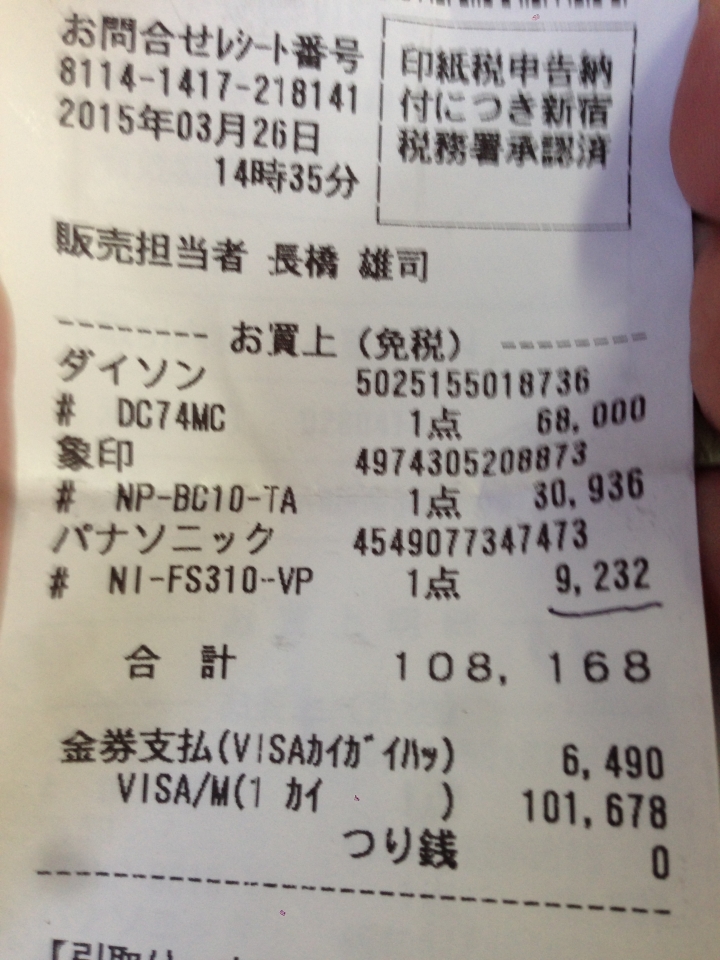 お問合せﾚｼｰﾄ番号
8114-1417-218141
2015年03月26日
14時35分
印紙税申告納
付につき新宿
税務署承認済
販売担当者 長橋 雄司
-------- お買上(免税) --------
ダイソン 5025155018736
# DC74MC 1点 68,000
象印 4974305208873
# NP-BC10-TA 1点 30,936
パナソニック 4549077347473
# NI-FS310-VP 1点 9,232
合 計 108,168
金券支払(VISAｶｲｶﾞｲﾊｯ) 6,490
VISA/M(1 ｶｲ ) 101,678
つり銭 0